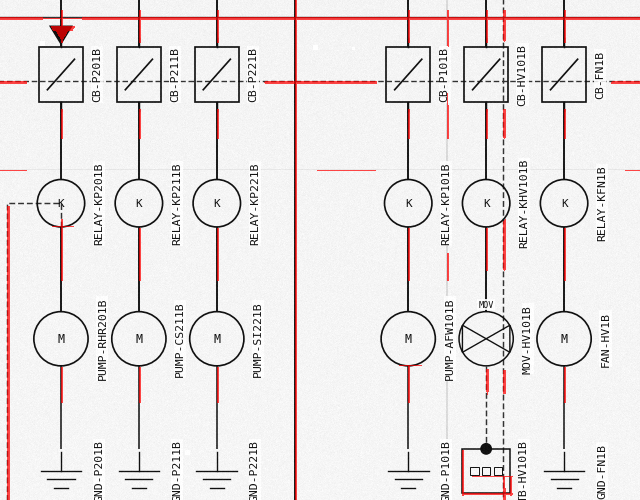 CB-P201B
CB-P211B
CB-P221B
CB-P101B
CB-HV101B
CB-FN1B
K
RELAY-KP201B
K
RELAY-KP211B
K
RELAY-KP221B
K
RELAY-KP101B
K
RELAY-KHV101B
K
RELAY-KFN1B
MOV
M
PUMP-RHR201B
M
PUMP-CS211B
M
PUMP-SI221B
M
PUMP-AFW101B
MOV-HV101B
M
FAN-HV1B
GND-P201B
GND-P211B
GND-P221B
GND-P101B
TB-HV101B
GND-FN1B